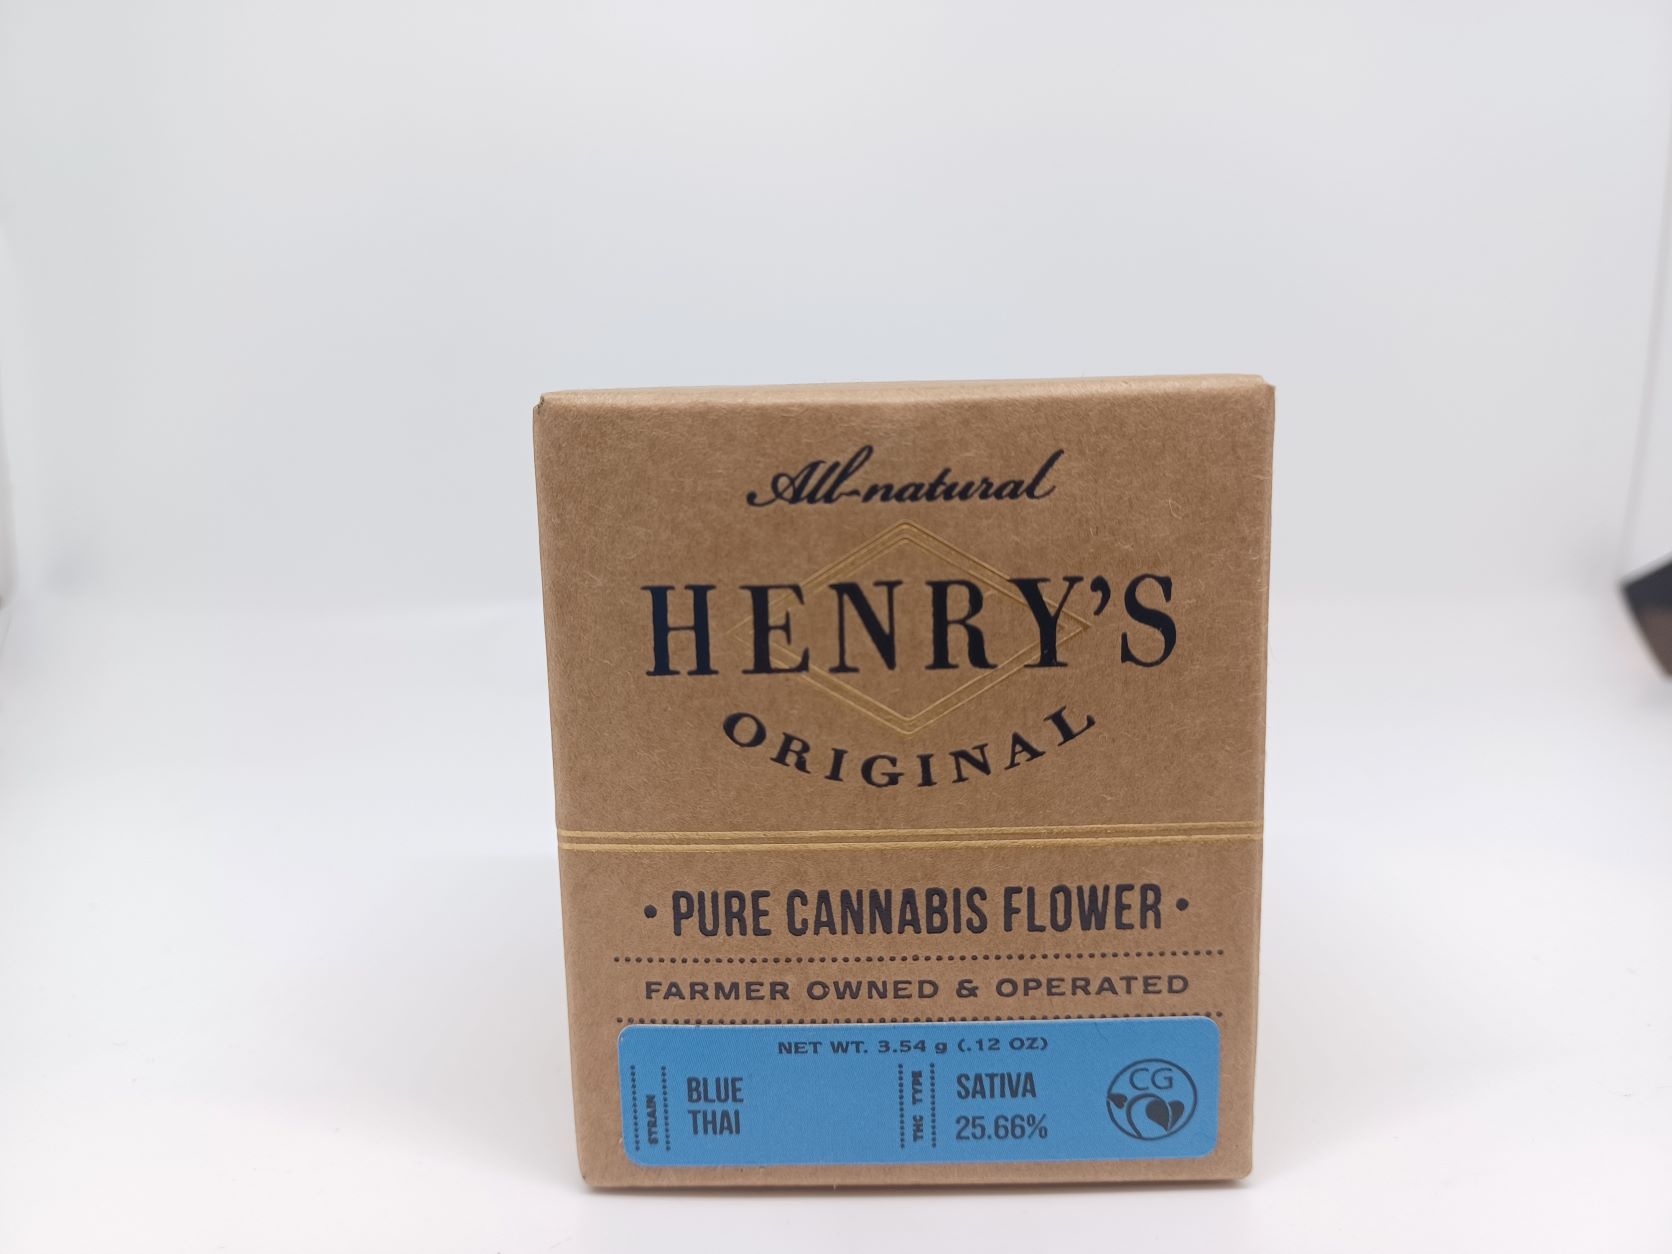 All-natural
HENRY'S
ORIGINAL
• PURE CANNABIS FLOWER •
FARMER OWNED & OPERATED
NET WT. 3.54 g (.12 OZ)
STRAIN
BLUE
THAI
THC TYPE
SATIVA
25.66%
CG